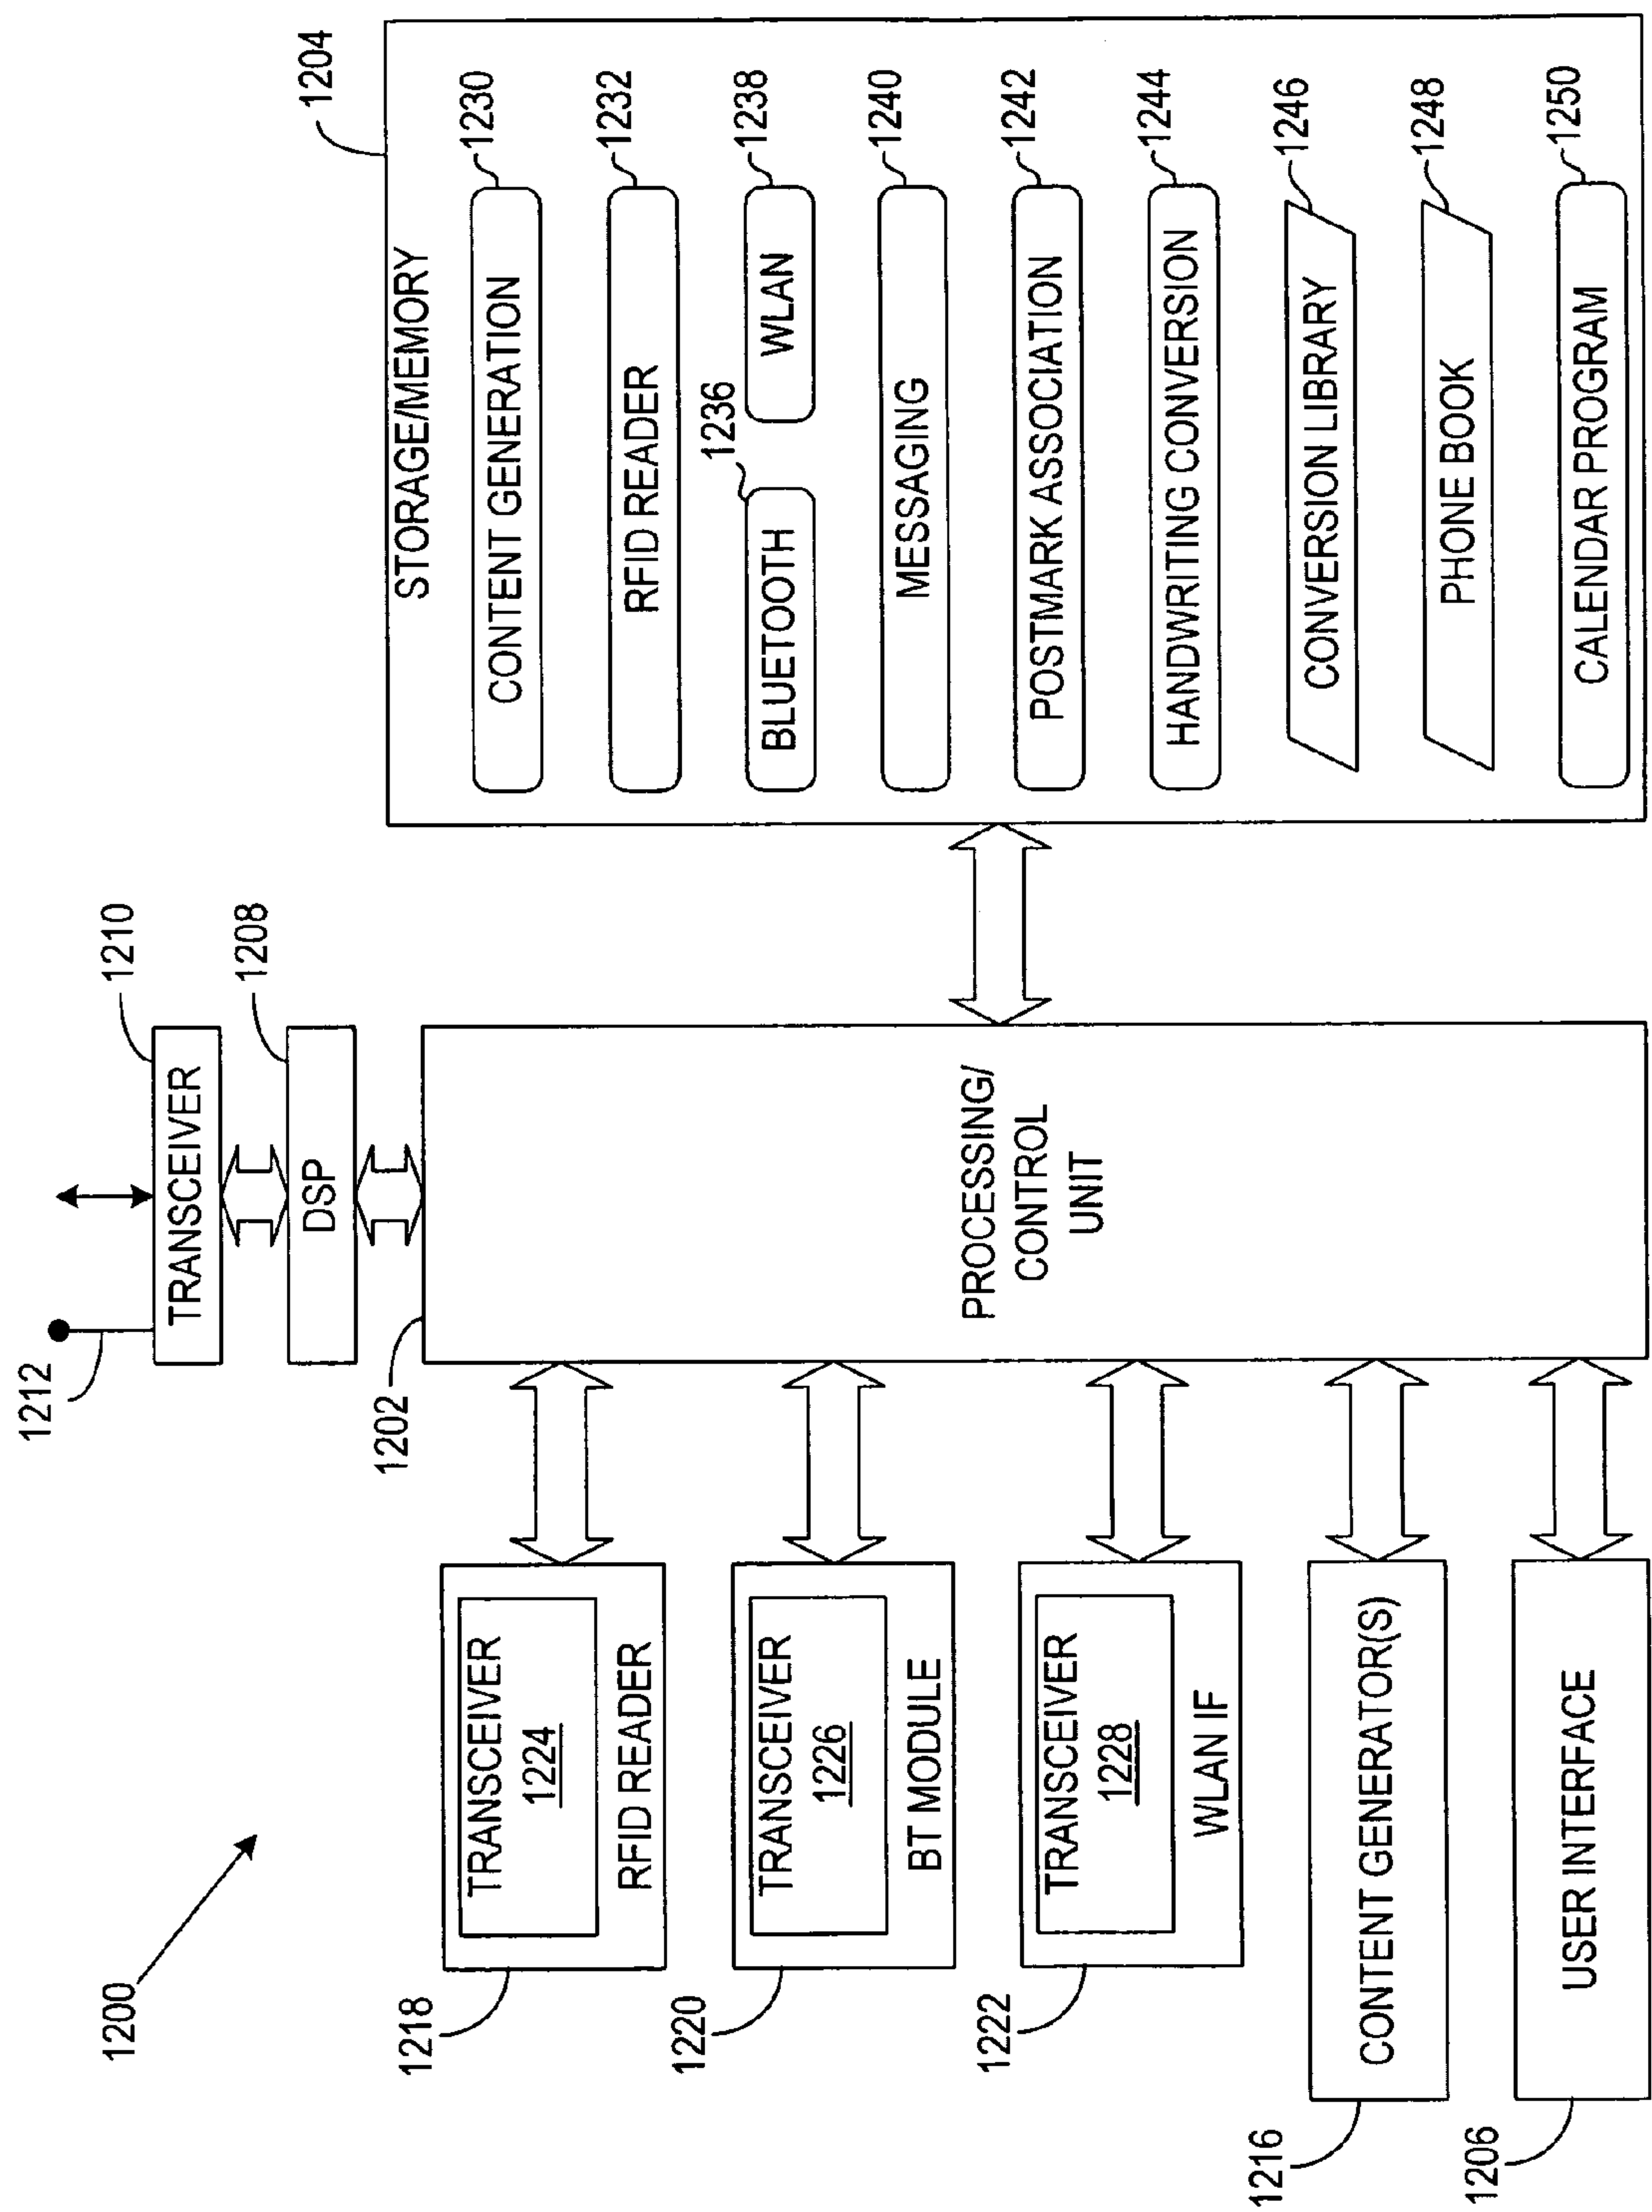 1200
1212
TRANSCEIVER
1210
DSP
1208
1202
PROCESSING/
CONTROL
UNIT
1218
TRANSCEIVER
1224
RFID READER
1220
TRANSCEIVER
1226
BT MODULE
1222
TRANSCEIVER
1228
WLAN IF
1216
CONTENT GENERATOR(S)
1206
USER INTERFACE
1204
STORAGE/MEMORY
CONTENT GENERATION
1230
RFID READER
1232
BLUETOOTH
1236
WLAN
1238
MESSAGING
1240
POSTMARK ASSOCIATION
1242
HANDWRITING CONVERSION
1244
CONVERSION LIBRARY
1246
PHONE BOOK
1248
CALENDAR PROGRAM
1250